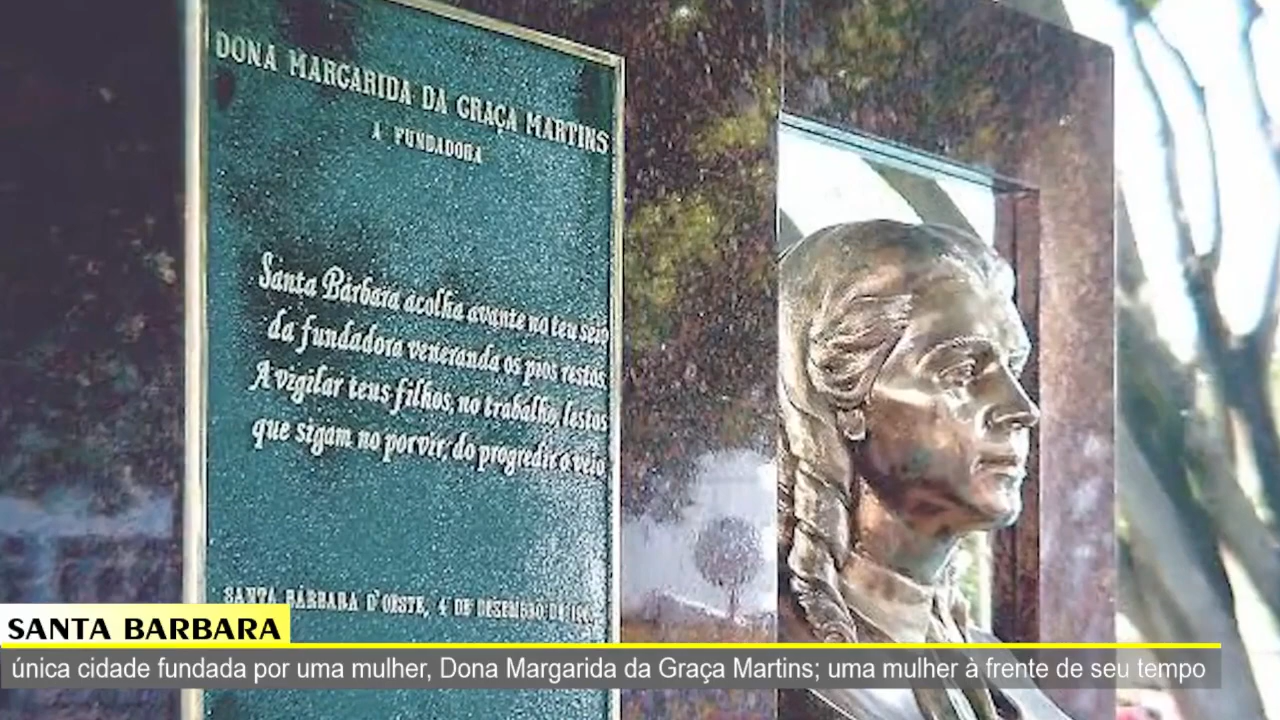 DONA MARGARIDA DA GRAÇA MARTINS
A FUNDADORA
Santa Bárbara acolha avante no teu seio
da fundadora veneranda os pios restos.
A vigilar teus filhos, no trabalho, lestos
que sigam no porvir, do progredir o veio
SANTA BÁRBARA D'OESTE, 4 DE DEZEMBRO DE
SANTA BARBARA
única cidade fundada por uma mulher, Dona Margarida da Graça Martins; uma mulher à frente de seu tempo